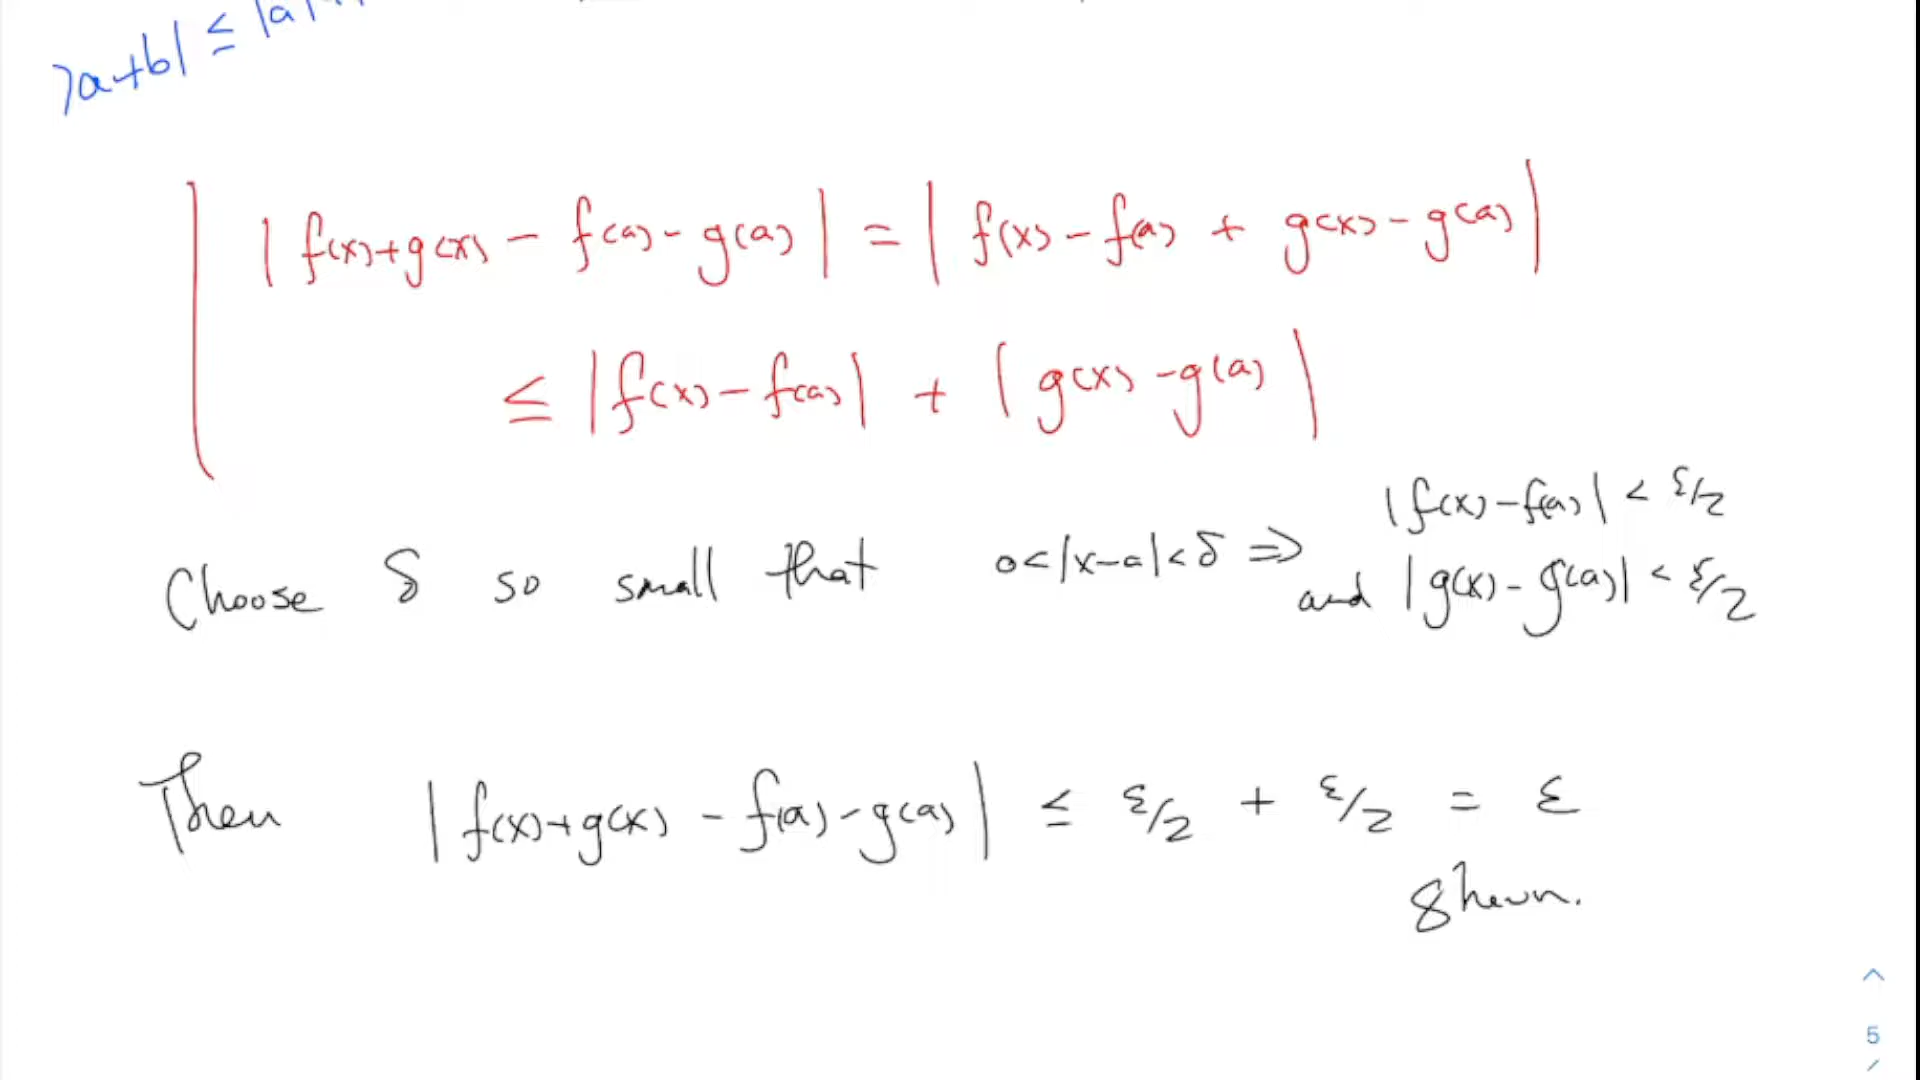 |a+b| ≤ |a|
| f(x)+g(x) - f(a) - g(a) | = | f(x) - f(a) + g(x) - g(a) |
≤ | f(x) - f(a) | + | g(x) - g(a) |
| f(x) - f(a) | < ε/2
Choose δ so small that 0<|x-a|<δ ⇒
and | g(x) - g(a) | < ε/2
Then | f(x)+g(x) - f(a) - g(a) | ≤ ε/2 + ε/2 = ε
shown.
5